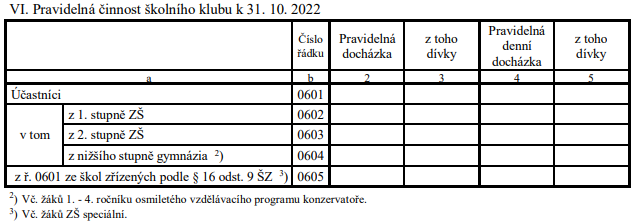 VI. Pravidelná činnost školního klubu k 31. 10. 2022
Číslo řádku Pravidelná docházka z toho dívky Pravidelná denní docházka z toho dívky
a b 2 3 4 5
Účastníci 0601
v tom z 1. stupně ZŠ 0602
z 2. stupně ZŠ 0603
z nižšího stupně gymnázia ²) 0604
z ř. 0601 ze škol zřízených podle § 16 odst. 9 ŠZ ³) 0605
²) Vč. žáků 1. - 4. ročníku osmiletého vzdělávacího programu konzervatoře.
³) Vč. žáků ZŠ speciální.